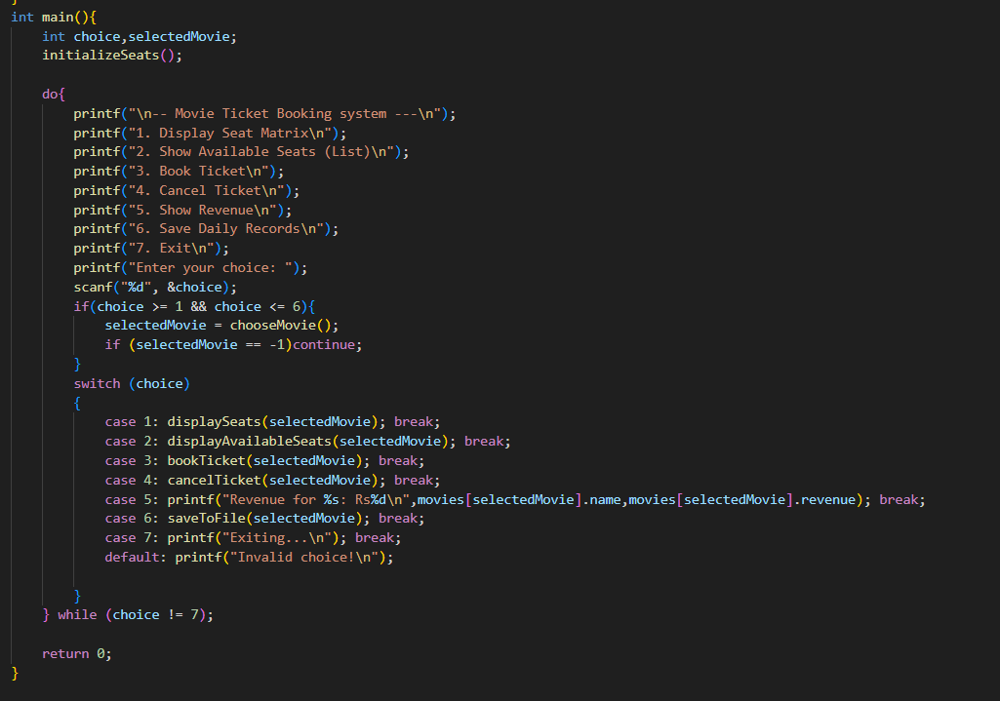 }
int main(){
    int choice,selectedMovie;
    initializeSeats();

    do{
        printf("\n-- Movie Ticket Booking system ---\n");
        printf("1. Display Seat Matrix\n");
        printf("2. Show Available Seats (List)\n");
        printf("3. Book Ticket\n");
        printf("4. Cancel Ticket\n");
        printf("5. Show Revenue\n");
        printf("6. Save Daily Records\n");
        printf("7. Exit\n");
        printf("Enter your choice: ");
        scanf("%d", &choice);
        if(choice >= 1 && choice <= 6){
            selectedMovie = chooseMovie();
            if (selectedMovie == -1)continue;
        }
        switch (choice)
        {
            case 1: displaySeats(selectedMovie); break;
            case 2: displayAvailableSeats(selectedMovie); break;
            case 3: bookTicket(selectedMovie); break;
            case 4: cancelTicket(selectedMovie); break;
            case 5: printf("Revenue for %s: Rs%d\n",movies[selectedMovie].name,movies[selectedMovie].revenue); break;
            case 6: saveToFile(selectedMovie); break;
            case 7: printf("Exiting...\n"); break;
            default: printf("Invalid choice!\n");

        }
    } while (choice != 7);

    return 0;
}